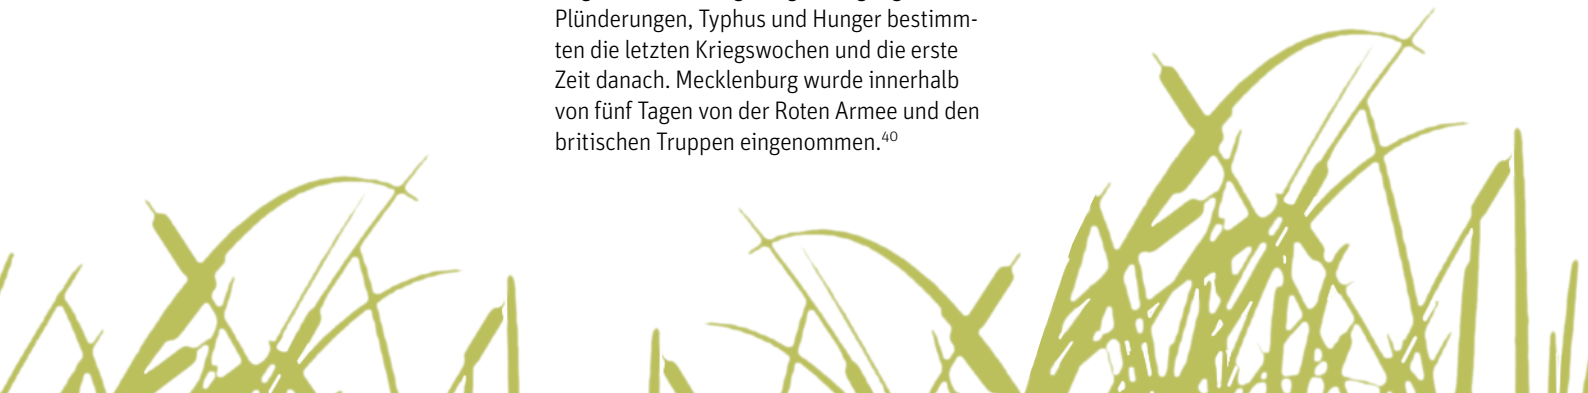 Plünderungen, Typhus und Hunger bestimm-
ten die letzten Kriegswochen und die erste
Zeit danach. Mecklenburg wurde innerhalb
von fünf Tagen von der Roten Armee und den
britischen Truppen eingenommen.⁴⁰